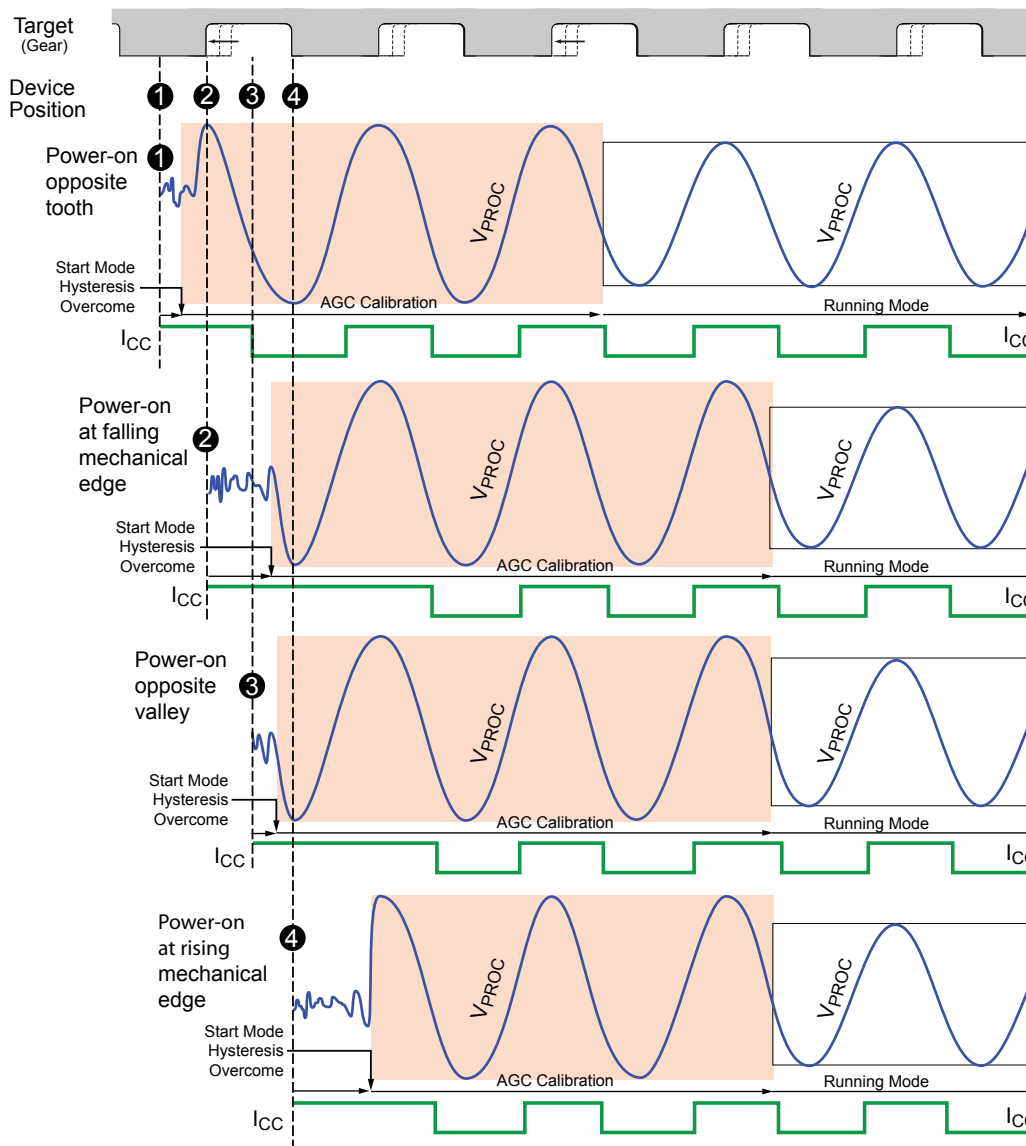 Target
(Gear)
Device
Position
1 2 3 4
Power-on
opposite
tooth
1
VPROC
VPROC
Start Mode
Hysteresis
Overcome
AGC Calibration
Running Mode
ICC
ICC
Power-on
at falling
mechanical
edge
2
VPROC
VPROC
Start Mode
Hysteresis
Overcome
AGC Calibration
Running Mode
ICC
ICC
Power-on
opposite
valley
3
VPROC
VPROC
Start Mode
Hysteresis
Overcome
AGC Calibration
Running Mode
ICC
ICC
Power-on
at rising
mechanical
edge
4
VPROC
VPROC
Start Mode
Hysteresis
Overcome
AGC Calibration
Running Mode
ICC
ICC